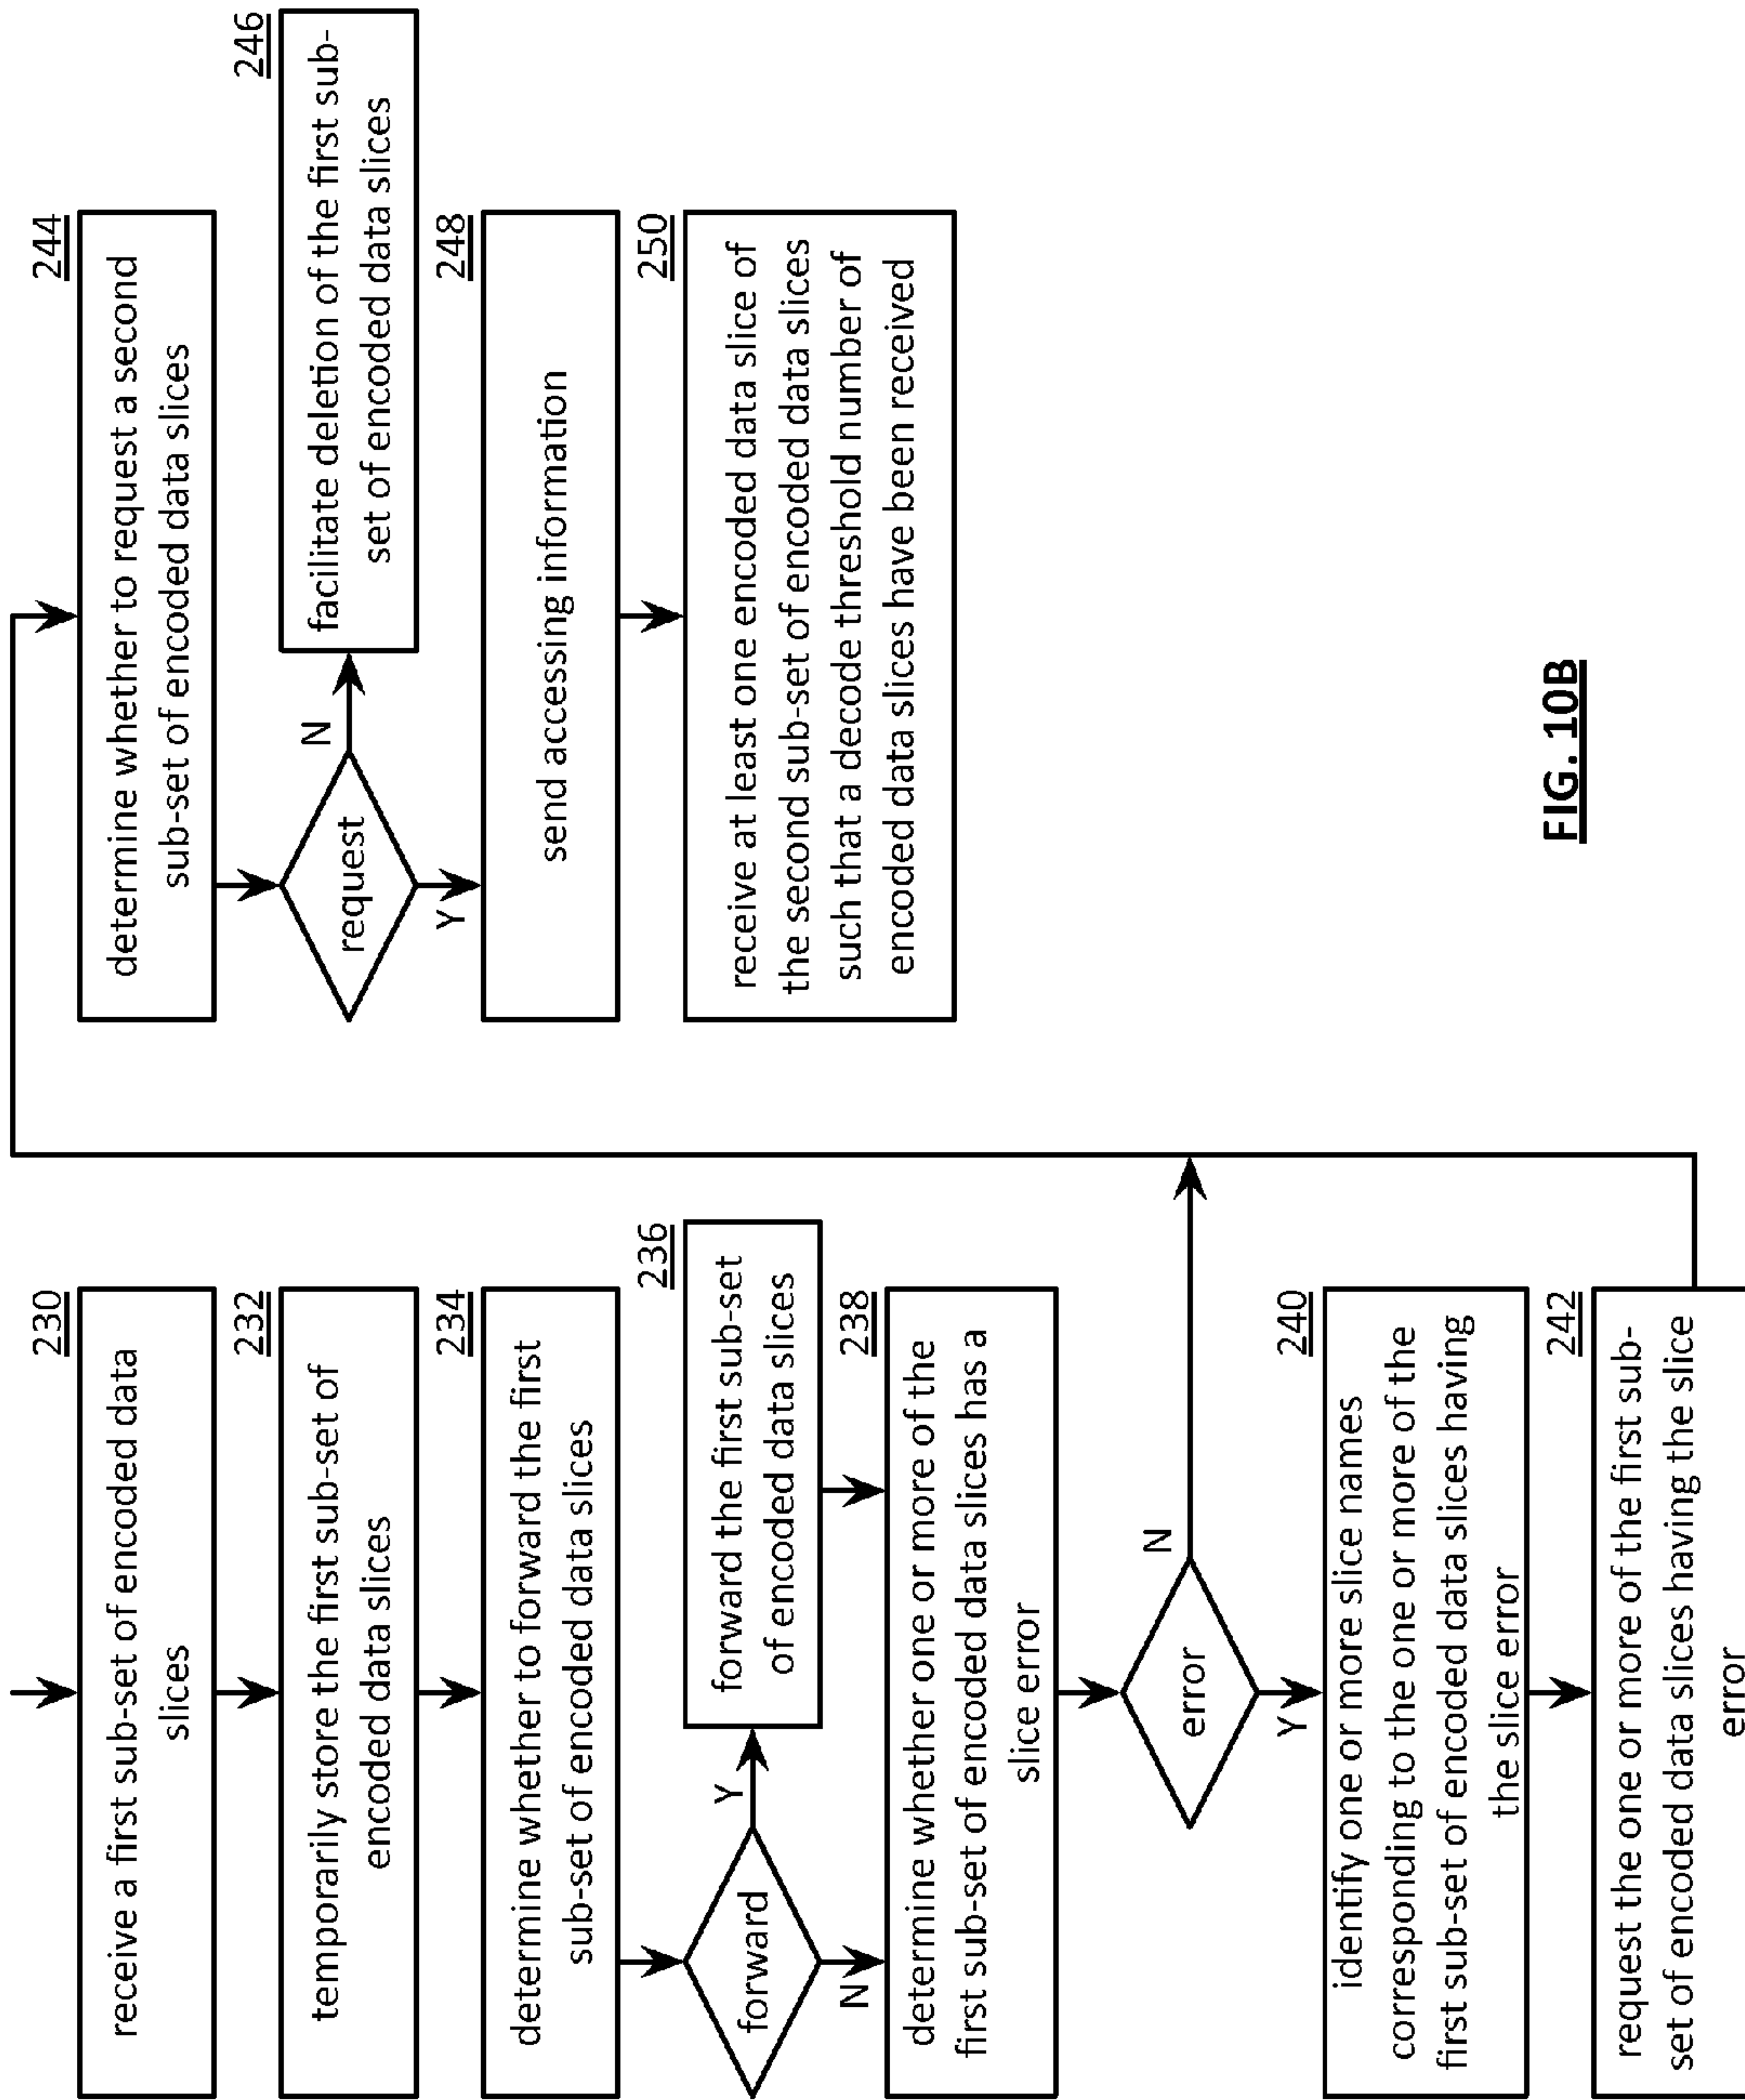 230
receive a first sub-set of encoded data
slices
232
temporarily store the first sub-set of
encoded data slices
234
determine whether to forward the first
sub-set of encoded data slices
forward
Y
N
236
forward the first sub-set
of encoded data slices
238
determine whether one or more of the
first sub-set of encoded data slices has a
slice error
error
N
Y
240
identify one or more slice names
corresponding to the one or more of the
first sub-set of encoded data slices having
the slice error
242
request the one or more of the first sub-
set of encoded data slices having the slice
error
244
determine whether to request a second
sub-set of encoded data slices
request
N
Y
246
facilitate deletion of the first sub-
set of encoded data slices
248
send accessing information
250
receive at least one encoded data slice of
the second sub-set of encoded data slices
such that a decode threshold number of
encoded data slices have been received
FIG. 10B